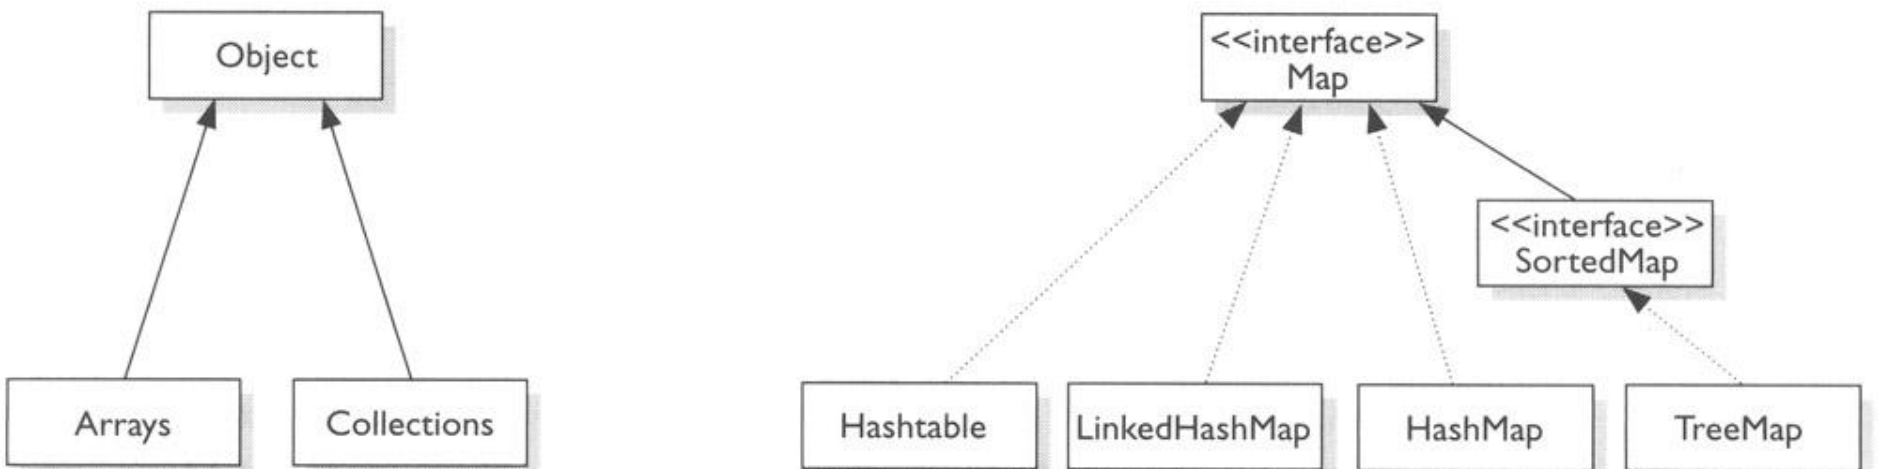 Object
<<interface>>
Map
<<interface>>
SortedMap
Arrays
Collections
Hashtable
LinkedHashMap
HashMap
TreeMap